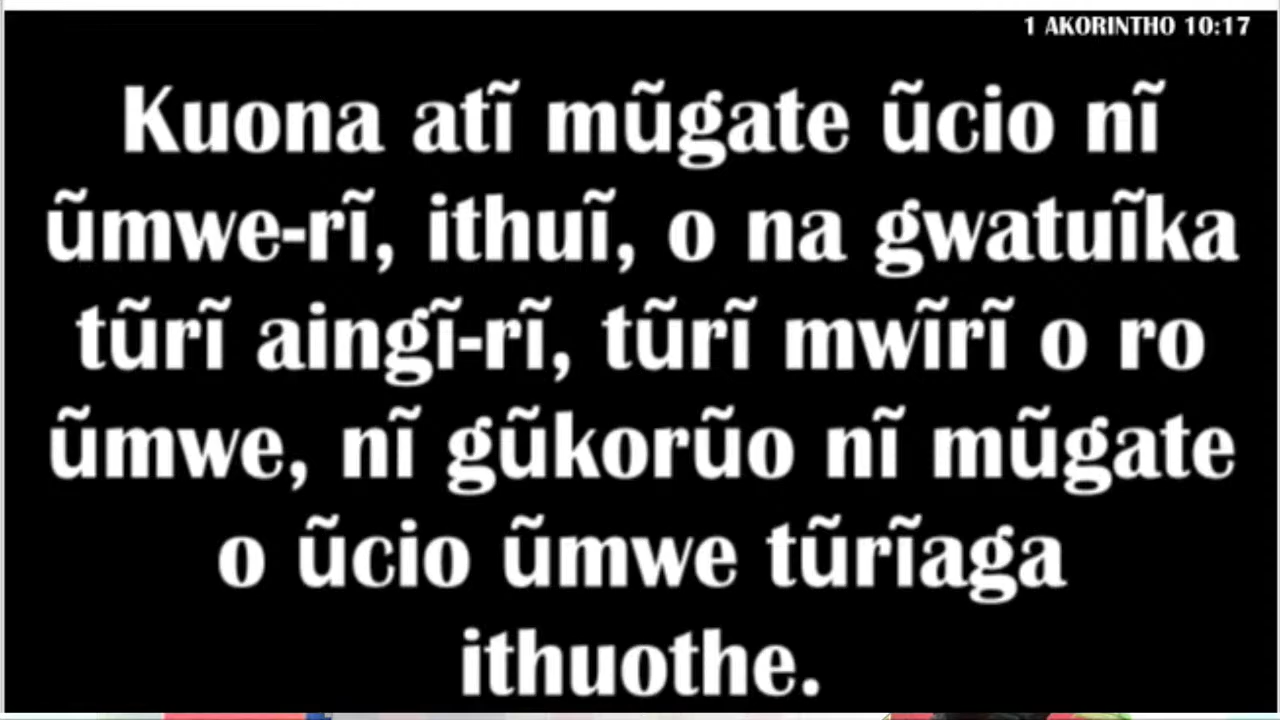 1 AKORINTHO 10:17
Kuona atĩ mũgate ũcio nĩ
ũmwe-rĩ, ithuĩ, o na gwatuĩka
tũrĩ aingĩ-rĩ, tũrĩ mwĩrĩ o ro
ũmwe, nĩ gũkorũo nĩ mũgate
o ũcio ũmwe tũrĩaga
ithuothe.